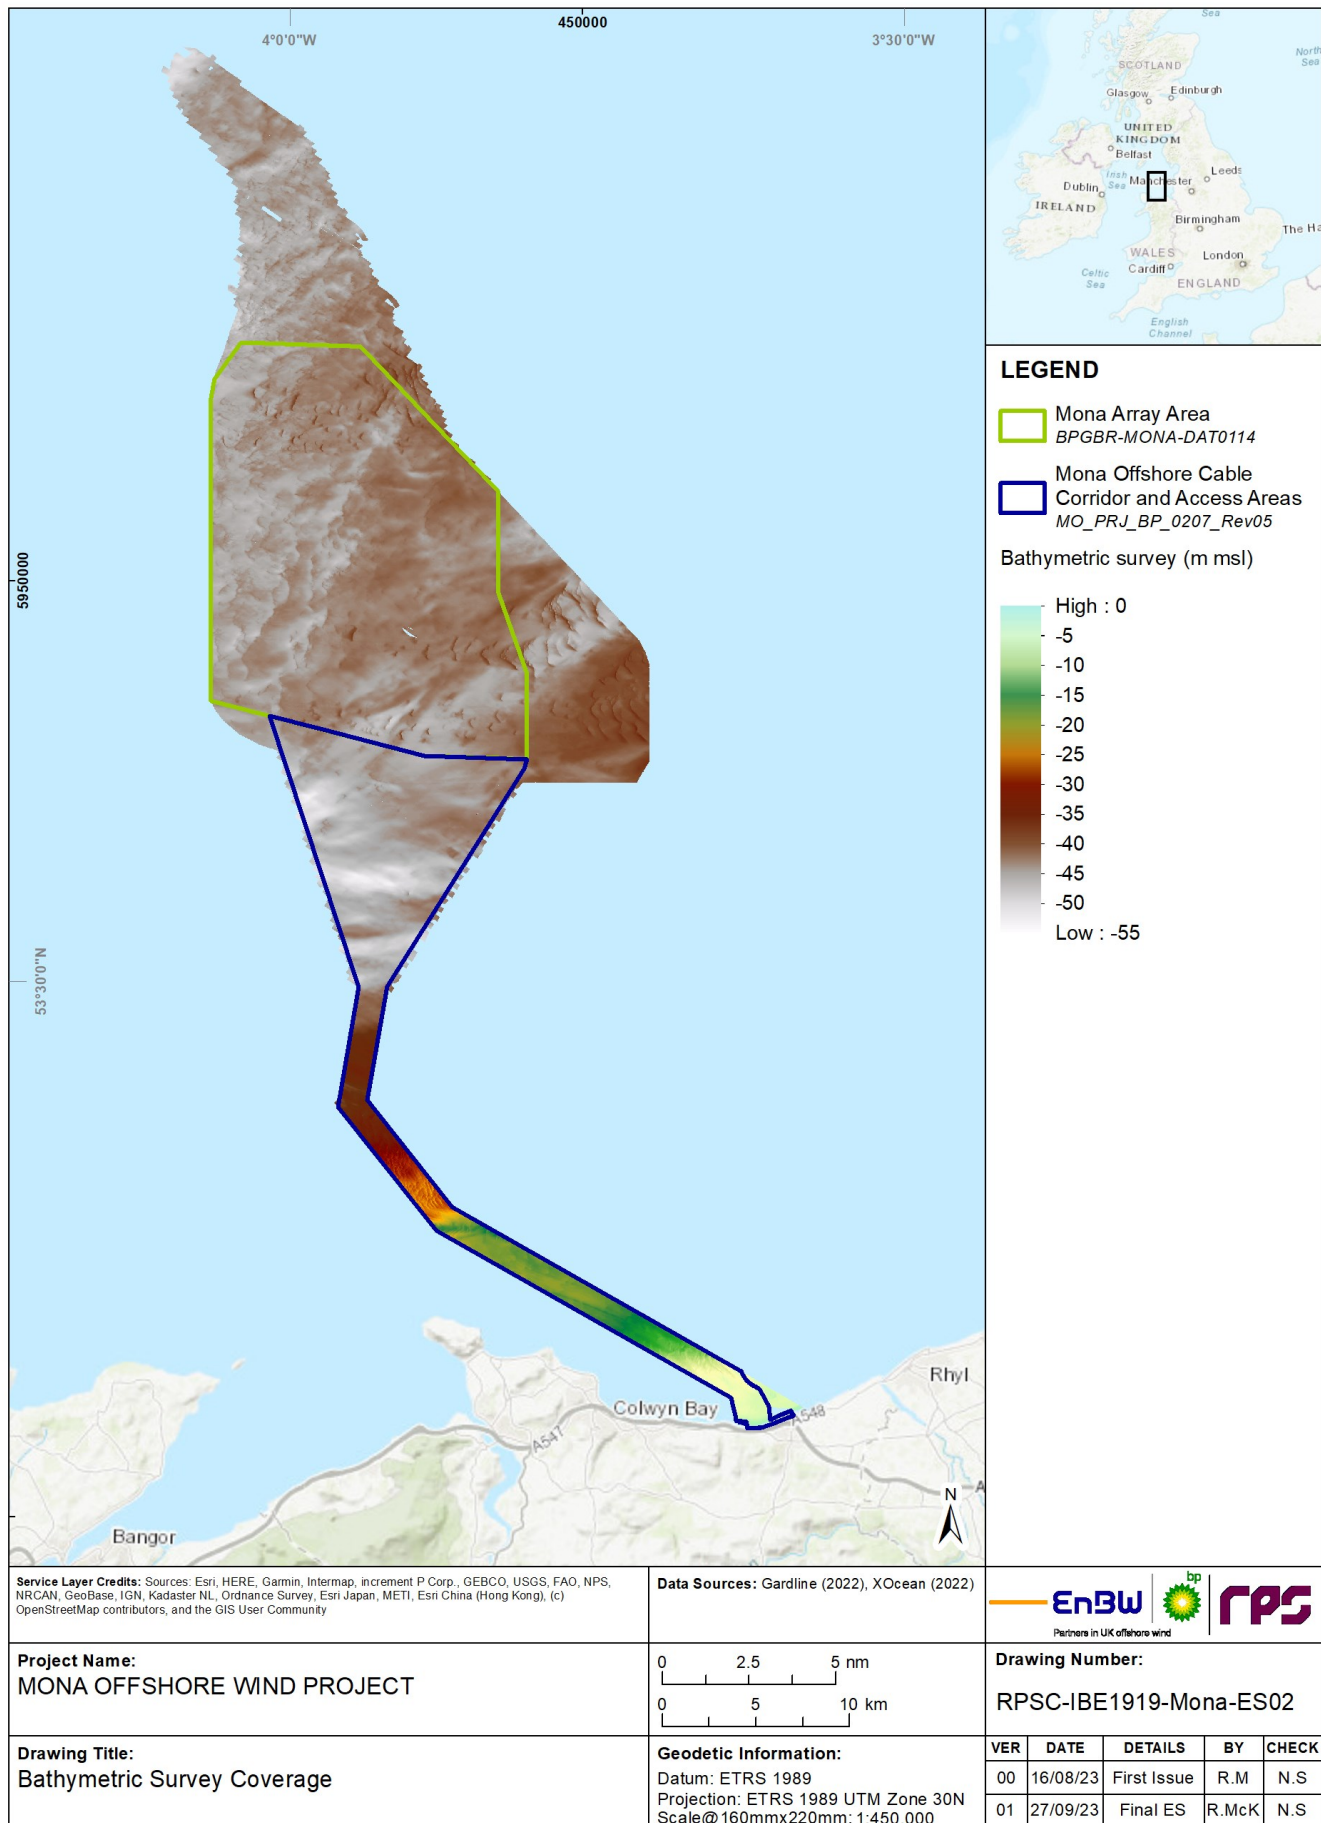 450000
4°0'0"W
3°30'0"W
5950000
53°30'0"N
Colwyn Bay
Rhyl
A548
A547
Bangor
N
Sea
North
Sea
SCOTLAND
Glasgow
Edinburgh
UNITED
KINGDOM
Belfast
Irish
Sea
Manchester
Leeds
Dublin
IRELAND
Birmingham
The Ha
WALES
London
Cardiff
Celtic
Sea
ENGLAND
English
Channel
LEGEND
Mona Array Area
BPGBR-MONA-DAT0114
Mona Offshore Cable
Corridor and Access Areas
MO_PRJ_BP_0207_Rev05
Bathymetric survey (m msl)
High : 0
-5
-10
-15
-20
-25
-30
-35
-40
-45
-50
Low : -55
Service Layer Credits: Sources: Esri, HERE, Garmin, Intermap, increment P Corp., GEBCO, USGS, FAO, NPS,
NRCAN, GeoBase, IGN, Kadaster NL, Ordnance Survey, Esri Japan, METI, Esri China (Hong Kong), (c)
OpenStreetMap contributors, and the GIS User Community
Data Sources: Gardline (2022), XOcean (2022)
EnBW
bp
rps
Partners in UK offshore wind
Project Name:
MONA OFFSHORE WIND PROJECT
0 2.5 5 nm
0 5 10 km
Drawing Number:
RPSC-IBE1919-Mona-ES02
Drawing Title:
Bathymetric Survey Coverage
Geodetic Information:
Datum: ETRS 1989
Projection: ETRS 1989 UTM Zone 30N
Scale@160mmx220mm: 1:450,000
VER DATE DETAILS BY CHECK
00 16/08/23 First Issue R.M N.S
01 27/09/23 Final ES R.McK N.S